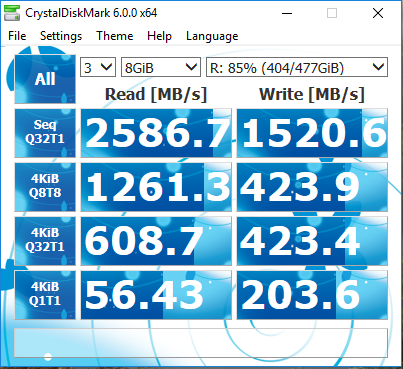 CrystalDiskMark 6.0.0 x64
File Settings Theme Help Language
All 3 8GiB R: 85% (404/477GiB)
Read [MB/s] Write [MB/s]
Seq
Q32T1 2586.7 1520.6
4KiB
Q8T8 1261.3 423.9
4KiB
Q32T1 608.7 423.4
4KiB
Q1T1 56.43 203.6